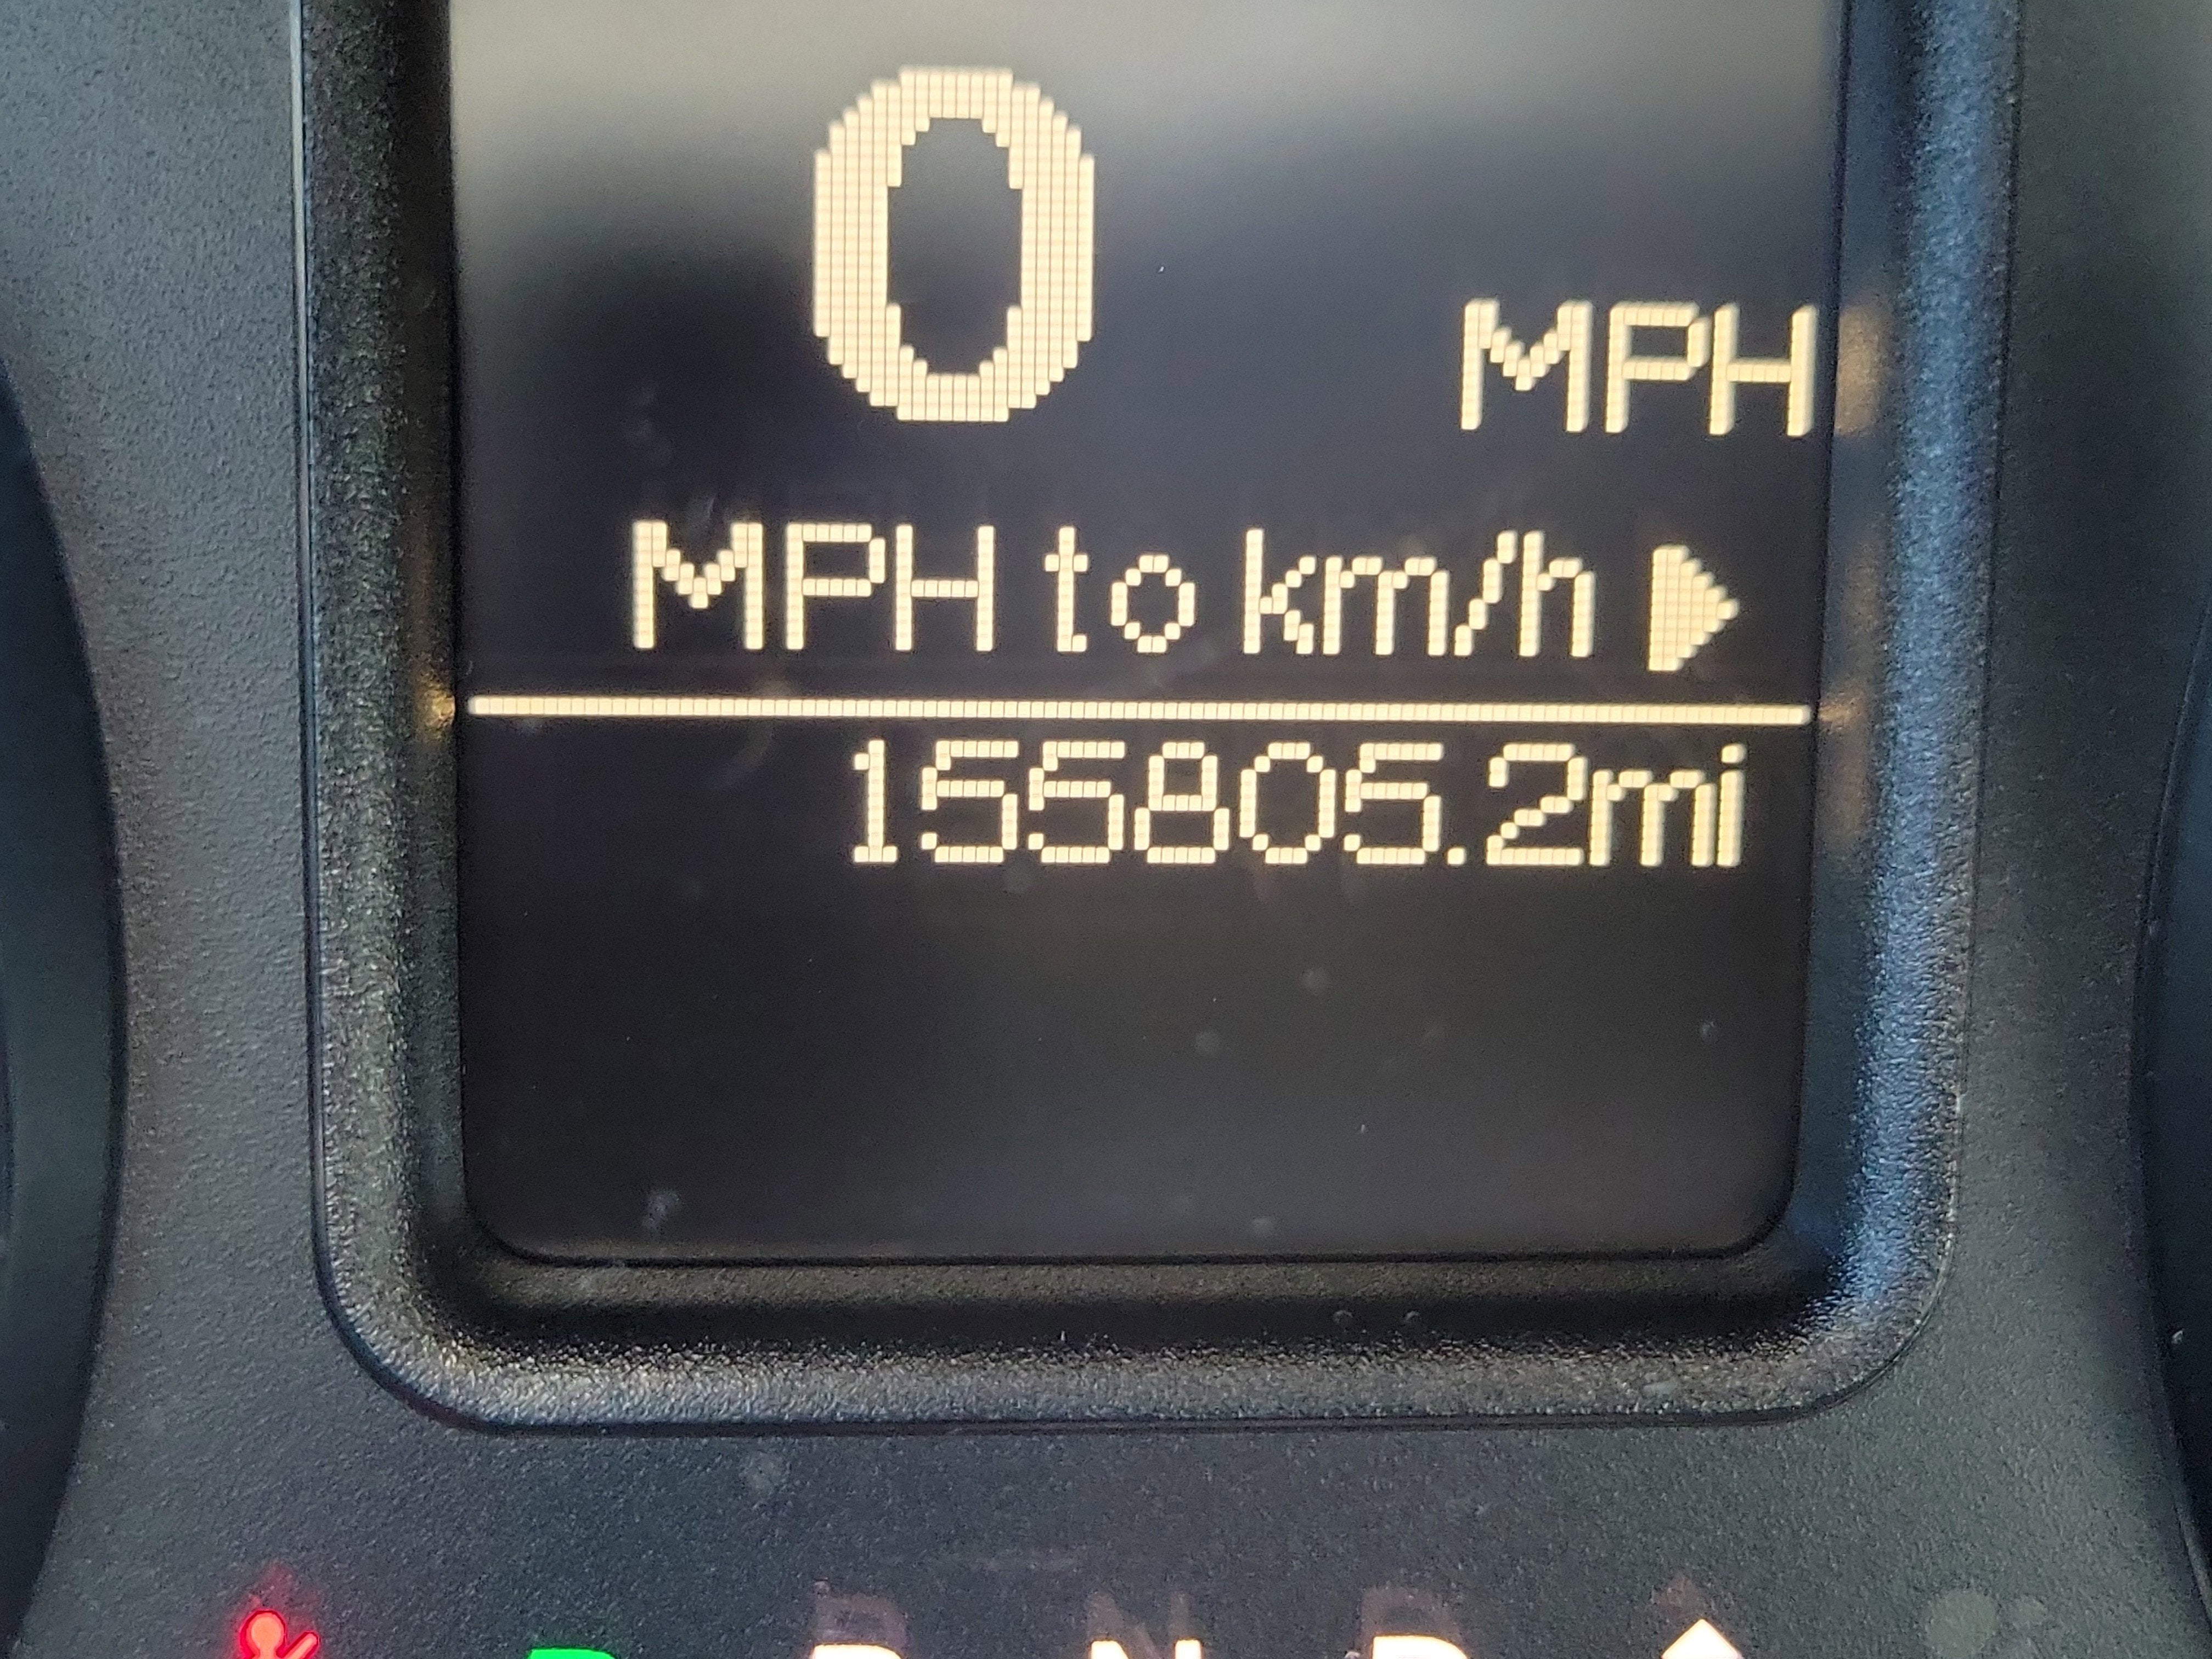 0
MPH
MPH to km/h ▶
155805.2mi
P R N D